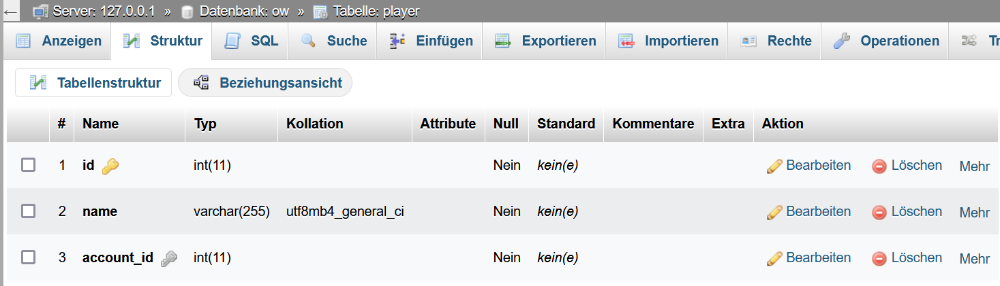 ← Server: 127.0.0.1 » Datenbank: ow » Tabelle: player
Anzeigen Struktur SQL Suche Einfügen Exportieren Importieren Rechte Operationen
Tabellenstruktur Beziehungsansicht
# Name Typ Kollation Attribute Null Standard Kommentare Extra Aktion
1 id int(11) Nein kein(e) Bearbeiten Löschen Mehr
2 name varchar(255) utf8mb4_general_ci Nein kein(e) Bearbeiten Löschen Mehr
3 account_id int(11) Nein kein(e) Bearbeiten Löschen Mehr